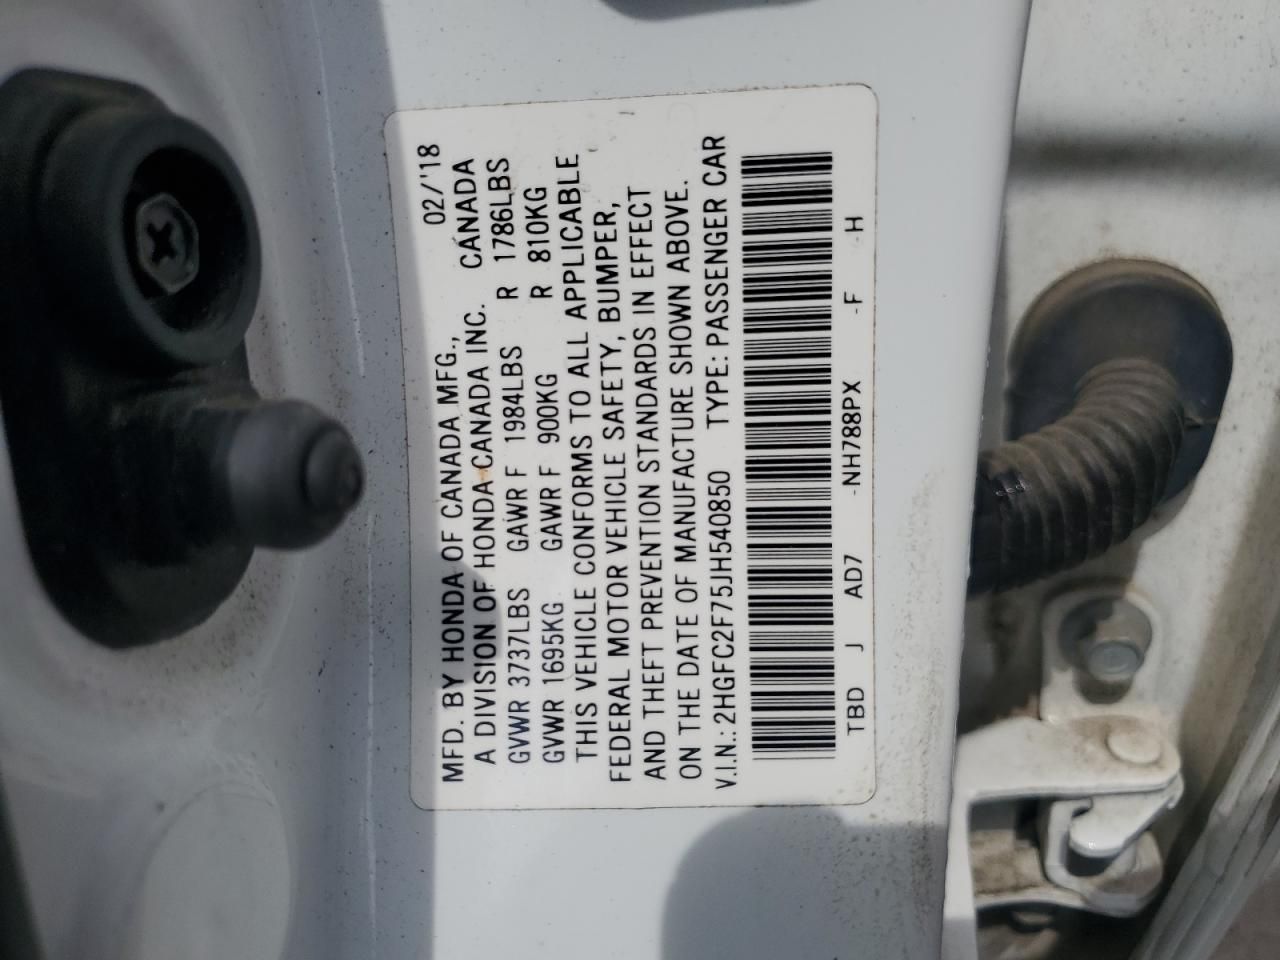 MFD. BY HONDA OF CANADA MFG., 02/'18
A DIVISION OF HONDA CANADA INC. CANADA
GVWR 3737LBS GAWR F 1984LBS R 1786LBS
GVWR 1695KG GAWR F 900KG R 810KG
THIS VEHICLE CONFORMS TO ALL APPLICABLE
FEDERAL MOTOR VEHICLE SAFETY, BUMPER,
AND THEFT PREVENTION STANDARDS IN EFFECT
ON THE DATE OF MANUFACTURE SHOWN ABOVE.
V.I.N.: 2HGFC2F75JH540850 TYPE: PASSENGER CAR
TBD J AD7 -NH788PX -F -H